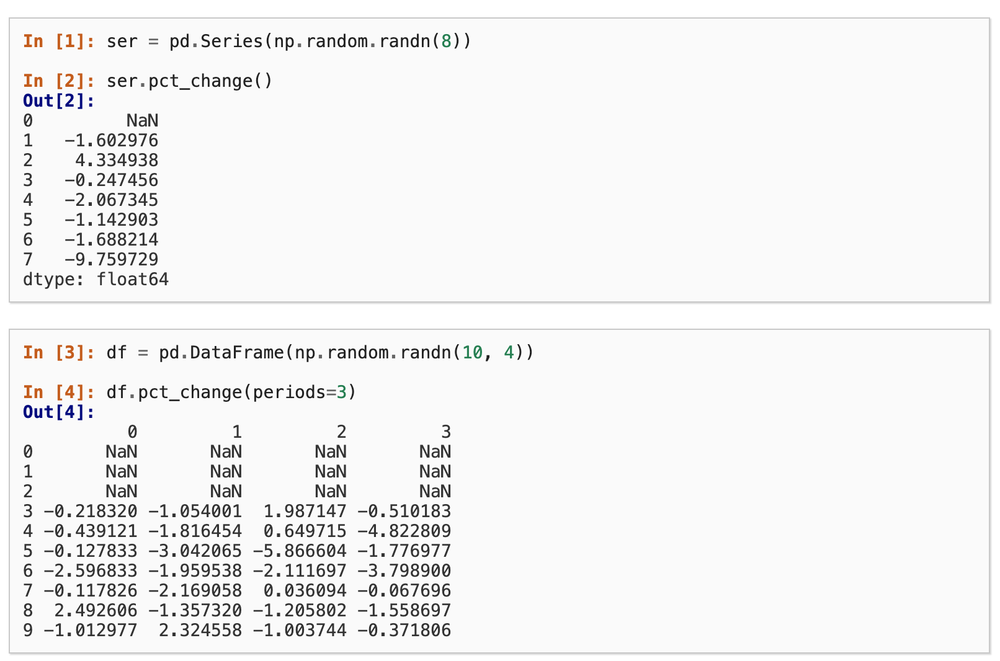 In [1]: ser = pd.Series(np.random.randn(8))
In [2]: ser.pct_change()
Out[2]:
0         NaN
1   -1.602976
2    4.334938
3   -0.247456
4   -2.067345
5   -1.142903
6   -1.688214
7   -9.759729
dtype: float64
In [3]: df = pd.DataFrame(np.random.randn(10, 4))
In [4]: df.pct_change(periods=3)
Out[4]:
          0         1         2         3
0       NaN       NaN       NaN       NaN
1       NaN       NaN       NaN       NaN
2       NaN       NaN       NaN       NaN
3 -0.218320 -1.054001  1.987147 -0.510183
4 -0.439121 -1.816454  0.649715 -4.822809
5 -0.127833 -3.042065 -5.866604 -1.776977
6 -2.596833 -1.959538 -2.111697 -3.798900
7 -0.117826 -2.169058  0.036094 -0.067696
8  2.492606 -1.357320 -1.205802 -1.558697
9 -1.012977  2.324558 -1.003744 -0.371806